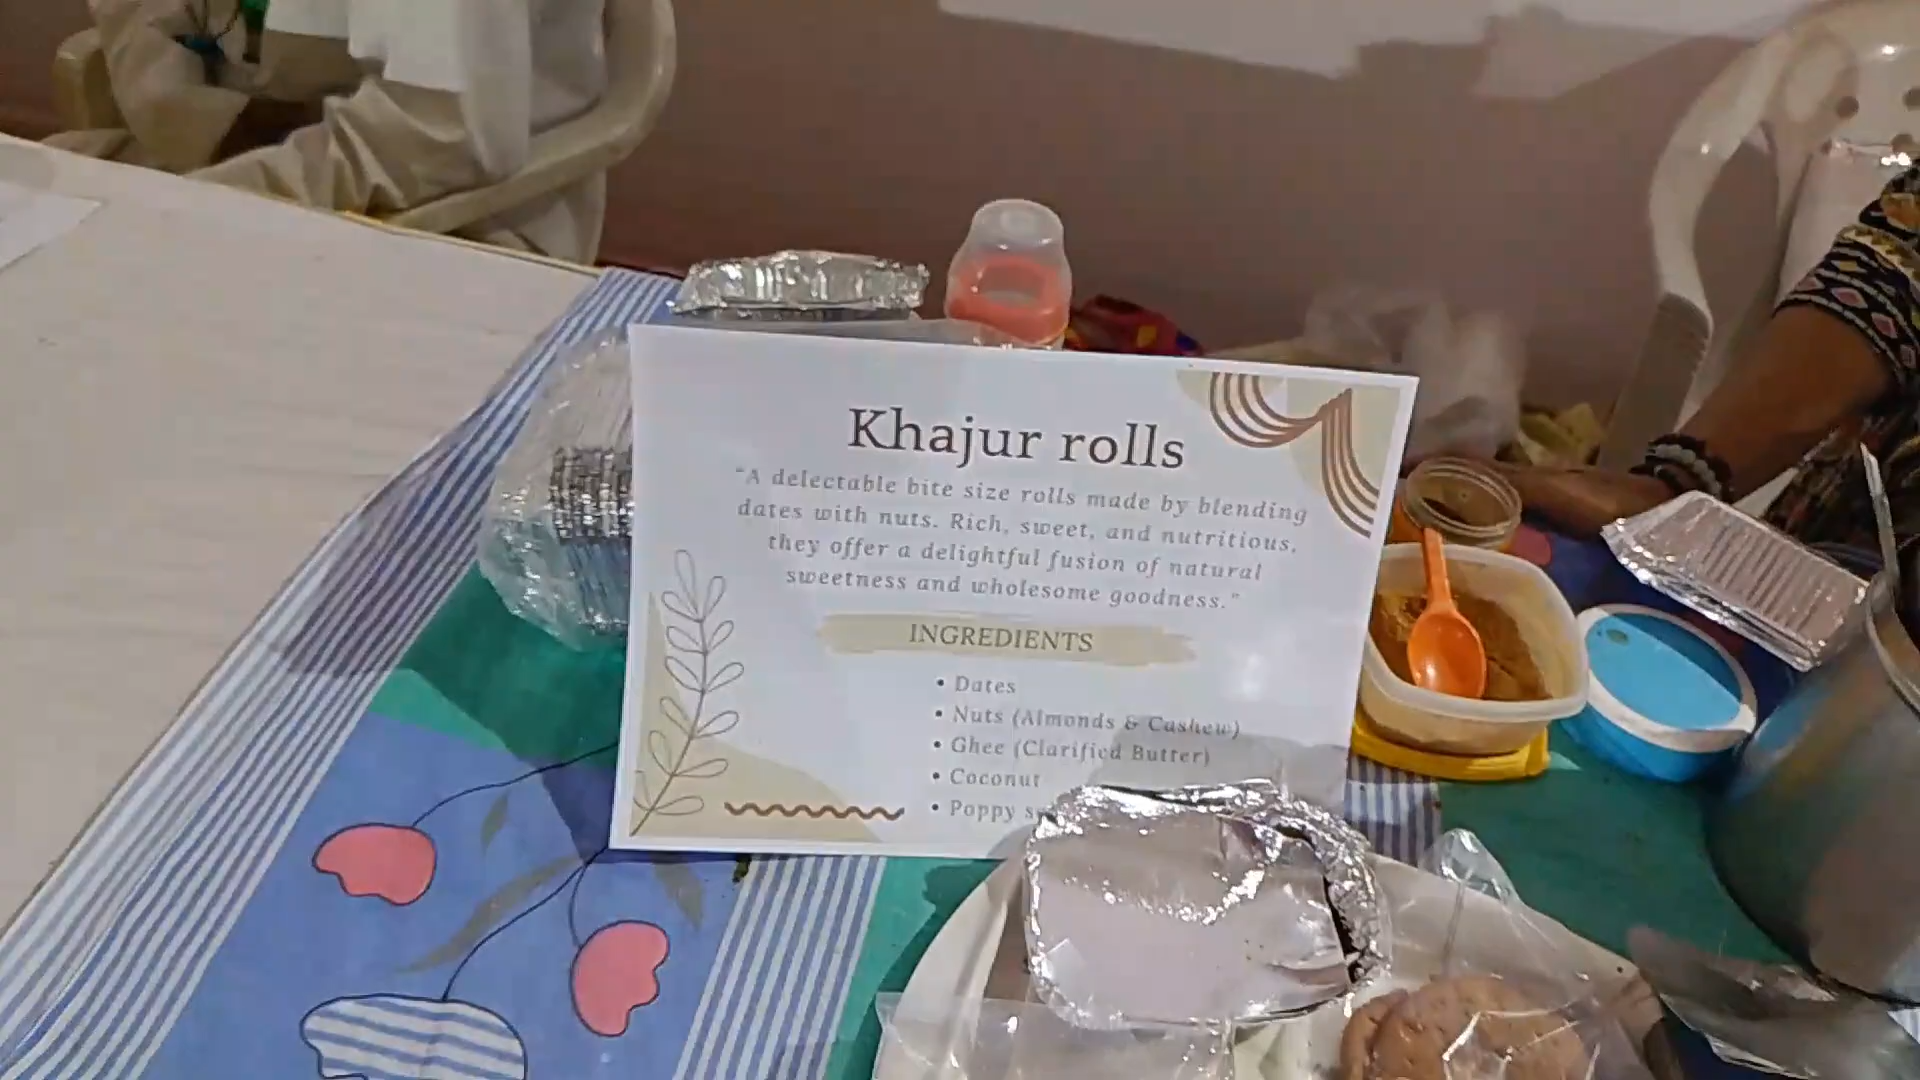 Khajur rolls
"A delectable bite size rolls made by blending
dates with nuts. Rich, sweet, and nutritious,
they offer a delightful fusion of natural
sweetness and wholesome goodness."
INGREDIENTS
• Dates
• Nuts (Almonds & Cashew)
• Ghee (Clarified Butter)
• Coconut
• Poppy